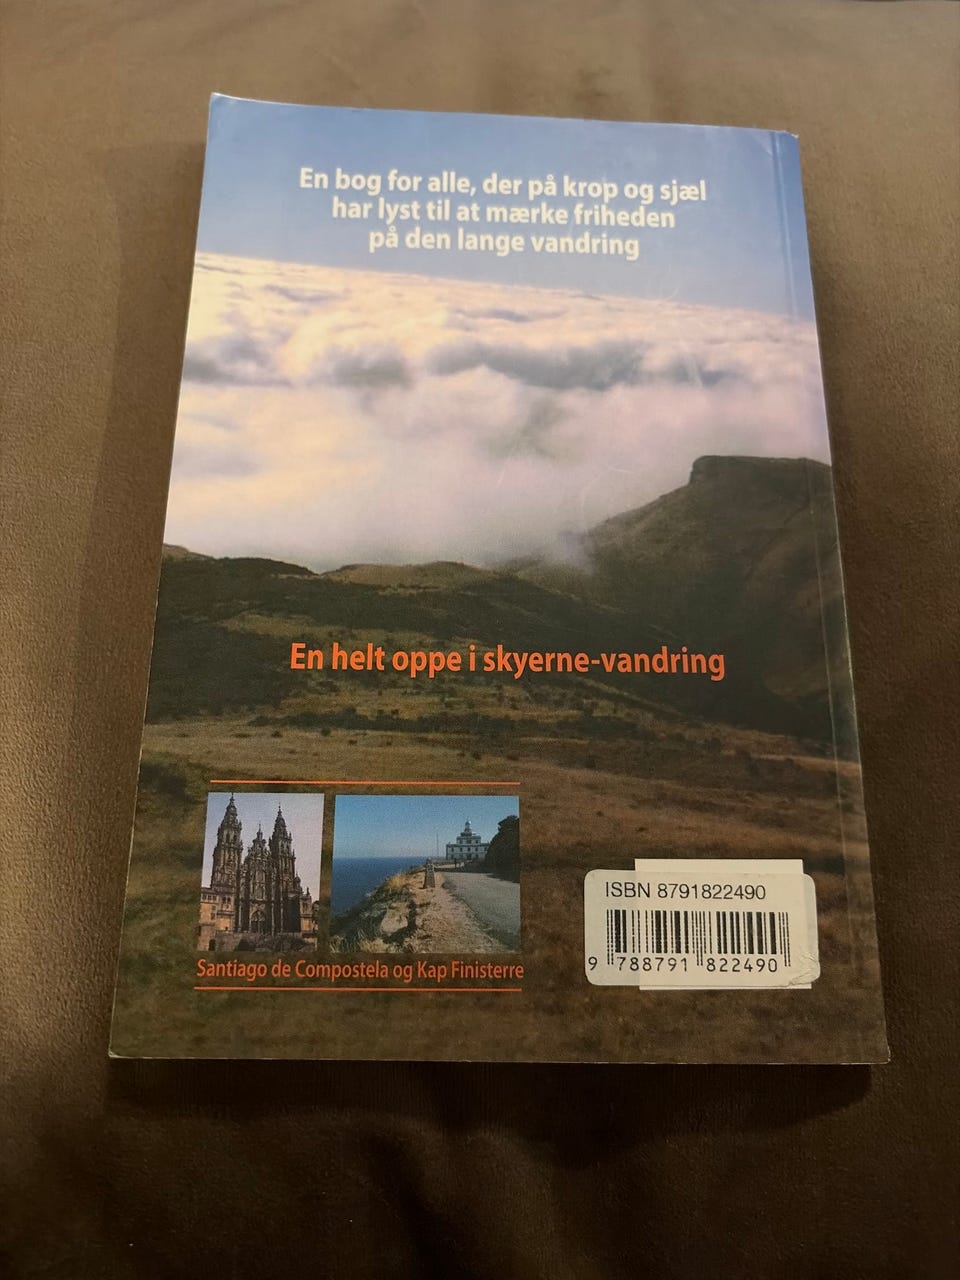 En bog for alle, der på krop og sjæl
har lyst til at mærke friheden
på den lange vandring
En helt oppe i skyerne-vandring
Santiago de Compostela og Kap Finisterre
ISBN 8791822490
9 788791 822490